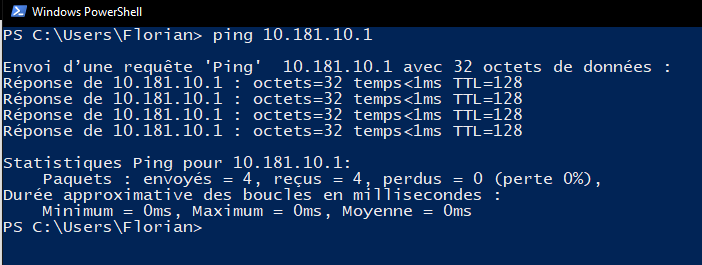 Windows PowerShell
PS C:\Users\Florian> ping 10.181.10.1
Envoi d’une requête 'Ping'  10.181.10.1 avec 32 octets de données :
Réponse de 10.181.10.1 : octets=32 temps<1ms TTL=128
Réponse de 10.181.10.1 : octets=32 temps<1ms TTL=128
Réponse de 10.181.10.1 : octets=32 temps<1ms TTL=128
Réponse de 10.181.10.1 : octets=32 temps<1ms TTL=128
Statistiques Ping pour 10.181.10.1:
    Paquets : envoyés = 4, reçus = 4, perdus = 0 (perte 0%),
Durée approximative des boucles en millisecondes :
    Minimum = 0ms, Maximum = 0ms, Moyenne = 0ms
PS C:\Users\Florian>